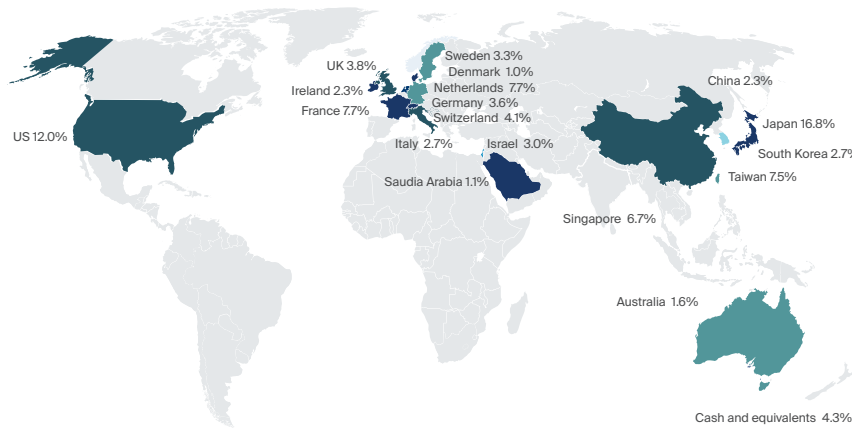 Sweden 3.3%
UK 3.8%
Denmark 1.0%
China 2.3%
Ireland 2.3%
Netherlands 7.7%
Germany 3.6%
France 7.7%
Switzerland 4.1%
Japan 16.8%
US 12.0%
Italy 2.7%
Israel 3.0%
South Korea 2.7%
Saudia Arabia 1.1%
Taiwan 7.5%
Singapore 6.7%
Australia 1.6%
Cash and equivalents 4.3%